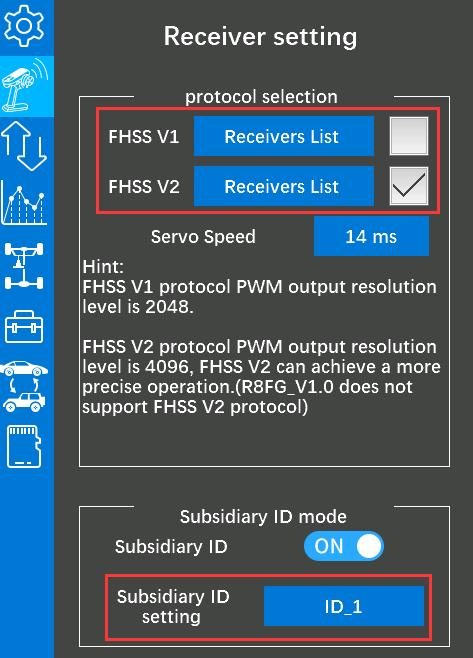 Receiver setting
protocol selection
FHSS V1
Receivers List
FHSS V2
Receivers List
Servo Speed
14 ms
Hint:
FHSS V1 protocol PWM output resolution
level is 2048.
FHSS V2 protocol PWM output resolution
level is 4096, FHSS V2 can achieve a more
precise operation.(R8FG_V1.0 does not
support FHSS V2 protocol)
Subsidiary ID mode
Subsidiary ID
ON
Subsidiary ID
setting
ID_1